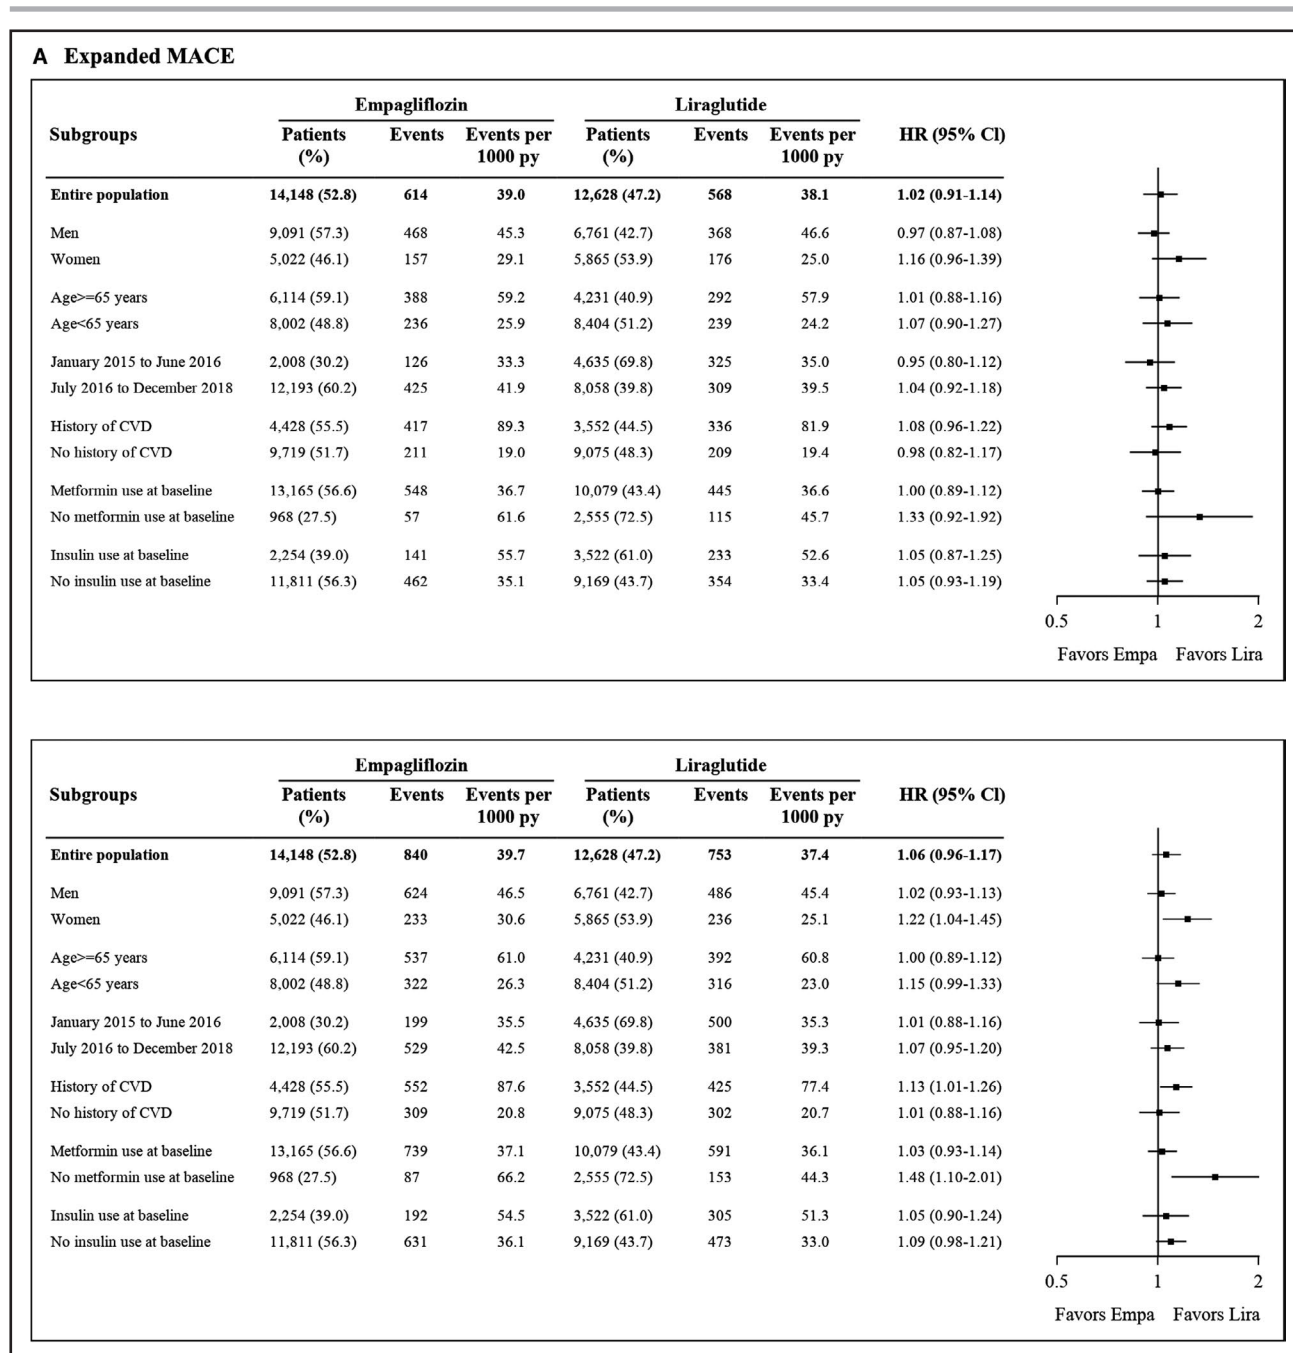 A Expanded MACE
Empagliflozin Liraglutide
Subgroups Patients Events Events per Patients Events Events per HR (95% Cl)
(%) 1000 py (%) 1000 py
Entire population 14,148 (52.8) 614 39.0 12,628 (47.2) 568 38.1 1.02 (0.91-1.14)
Men 9,091 (57.3) 468 45.3 6,761 (42.7) 368 46.6 0.97 (0.87-1.08)
Women 5,022 (46.1) 157 29.1 5,865 (53.9) 176 25.0 1.16 (0.96-1.39)
Age>=65 years 6,114 (59.1) 388 59.2 4,231 (40.9) 292 57.9 1.01 (0.88-1.16)
Age<65 years 8,002 (48.8) 236 25.9 8,404 (51.2) 239 24.2 1.07 (0.90-1.27)
January 2015 to June 2016 2,008 (30.2) 126 33.3 4,635 (69.8) 325 35.0 0.95 (0.80-1.12)
July 2016 to December 2018 12,193 (60.2) 425 41.9 8,058 (39.8) 309 39.5 1.04 (0.92-1.18)
History of CVD 4,428 (55.5) 417 89.3 3,552 (44.5) 336 81.9 1.08 (0.96-1.22)
No history of CVD 9,719 (51.7) 211 19.0 9,075 (48.3) 209 19.4 0.98 (0.82-1.17)
Metformin use at baseline 13,165 (56.6) 548 36.7 10,079 (43.4) 445 36.6 1.00 (0.89-1.12)
No metformin use at baseline 968 (27.5) 57 61.6 2,555 (72.5) 115 45.7 1.33 (0.92-1.92)
Insulin use at baseline 2,254 (39.0) 141 55.7 3,522 (61.0) 233 52.6 1.05 (0.87-1.25)
No insulin use at baseline 11,811 (56.3) 462 35.1 9,169 (43.7) 354 33.4 1.05 (0.93-1.19)
0.5 1 2
Favors Empa Favors Lira
Empagliflozin Liraglutide
Subgroups Patients Events Events per Patients Events Events per HR (95% Cl)
(%) 1000 py (%) 1000 py
Entire population 14,148 (52.8) 840 39.7 12,628 (47.2) 753 37.4 1.06 (0.96-1.17)
Men 9,091 (57.3) 624 46.5 6,761 (42.7) 486 45.4 1.02 (0.93-1.13)
Women 5,022 (46.1) 233 30.6 5,865 (53.9) 236 25.1 1.22 (1.04-1.45)
Age>=65 years 6,114 (59.1) 537 61.0 4,231 (40.9) 392 60.8 1.00 (0.89-1.12)
Age<65 years 8,002 (48.8) 322 26.3 8,404 (51.2) 316 23.0 1.15 (0.99-1.33)
January 2015 to June 2016 2,008 (30.2) 199 35.5 4,635 (69.8) 500 35.3 1.01 (0.88-1.16)
July 2016 to December 2018 12,193 (60.2) 529 42.5 8,058 (39.8) 381 39.3 1.07 (0.95-1.20)
History of CVD 4,428 (55.5) 552 87.6 3,552 (44.5) 425 77.4 1.13 (1.01-1.26)
No history of CVD 9,719 (51.7) 309 20.8 9,075 (48.3) 302 20.7 1.01 (0.88-1.16)
Metformin use at baseline 13,165 (56.6) 739 37.1 10,079 (43.4) 591 36.1 1.03 (0.93-1.14)
No metformin use at baseline 968 (27.5) 87 66.2 2,555 (72.5) 153 44.3 1.48 (1.10-2.01)
Insulin use at baseline 2,254 (39.0) 192 54.5 3,522 (61.0) 305 51.3 1.05 (0.90-1.24)
No insulin use at baseline 11,811 (56.3) 631 36.1 9,169 (43.7) 473 33.0 1.09 (0.98-1.21)
0.5 1 2
Favors Empa Favors Lira